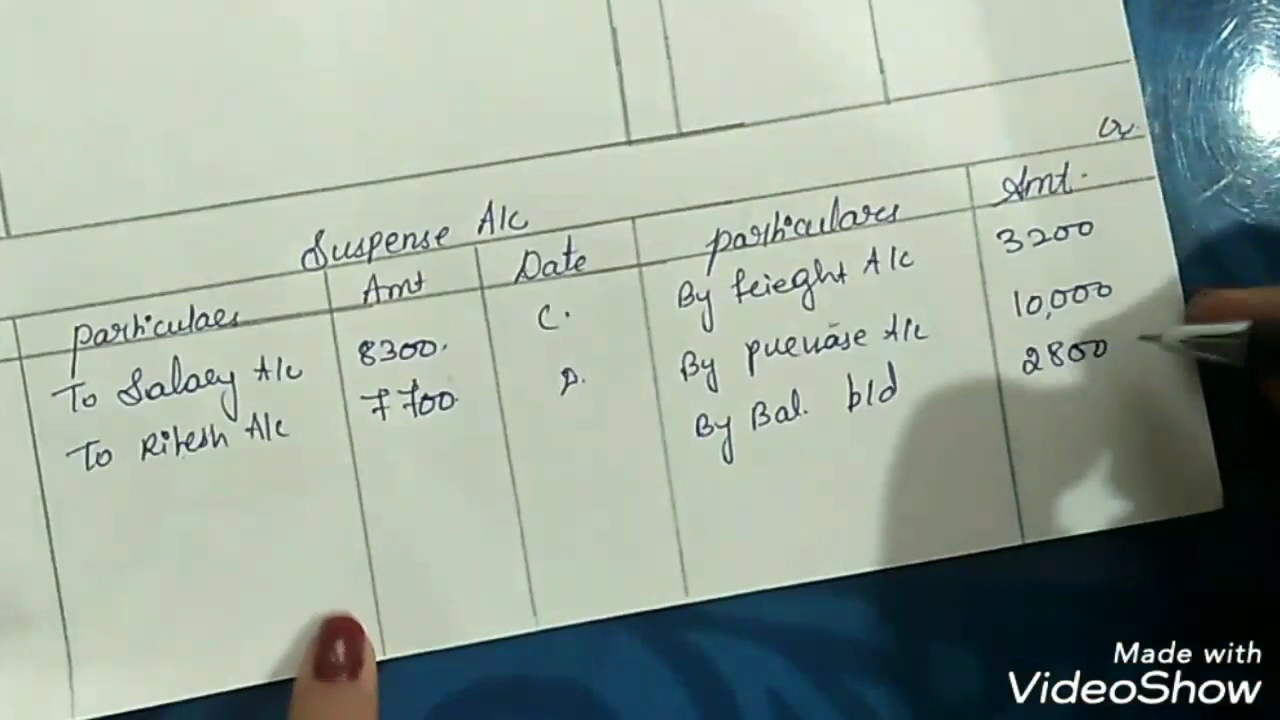 Cr.
Suspense A/c
particulars Amt Date particulars Amt.
To Salary A/c 8300. C. By freight A/c 3200
To Ritesh A/c 7700. D. By purchase A/c 10,000
By Bal. b/d 2800
Made with
VideoShow